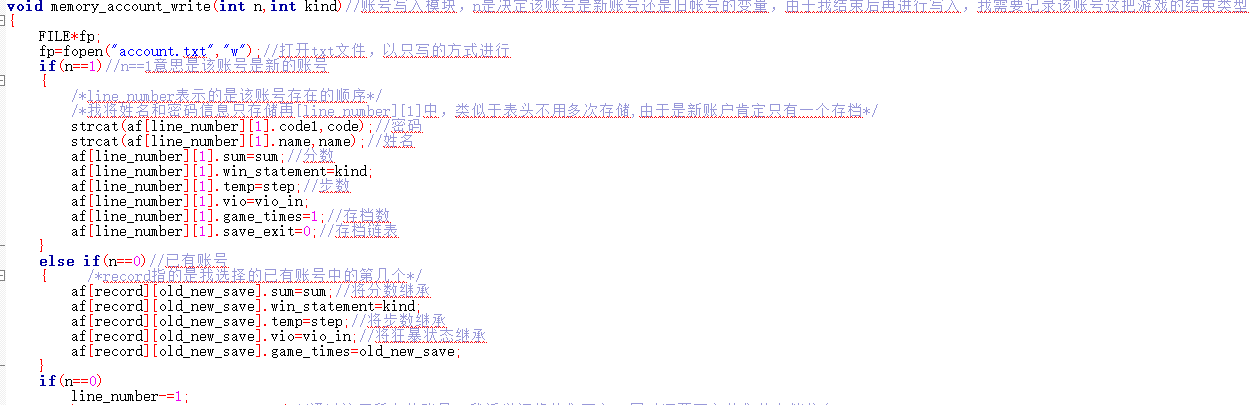 void memory_account_write(int n,int kind)//账号写入模块，n是决定该账号是新账号还是旧账号的变量，由于我结束后再进行写入，我需要记录该账号这把游戏的结束类型
{
FILE*fp;
fp=fopen("account.txt","w");//打开txt文件，以只写的方式进行
if(n==1)//n==1意思是该账号是新的账号
{
/*line_number表示的是该账号存在的顺序*/
/*我将姓名和密码信息只存储再[line_number][1]中，类似于表头不用多次存储,由于是新账户肯定只有一个存档*/
strcat(af[line_number][1].code1,code);//密码
strcat(af[line_number][1].name,name);//姓名
af[line_number][1].sum=sum;//分数
af[line_number][1].win_statement=kind;
af[line_number][1].temp=step;//步数
af[line_number][1].vio=vio_in;
af[line_number][1].game_times=1;//存档数
af[line_number][1].save_exit=0;//存档链表
}
else if(n==0)//已有账号
{ /*record指的是我选择的已有账号中的第几个*/
af[record][old_new_save].sum=sum;//将分数继承
af[record][old_new_save].win_statement=kind;
af[record][old_new_save].temp=step;//将步数继承
af[record][old_new_save].vio=vio_in;//将狂暴状态继承
af[record][old_new_save].game_times=old_new_save;
}
if(n==0)
line_number-=1;